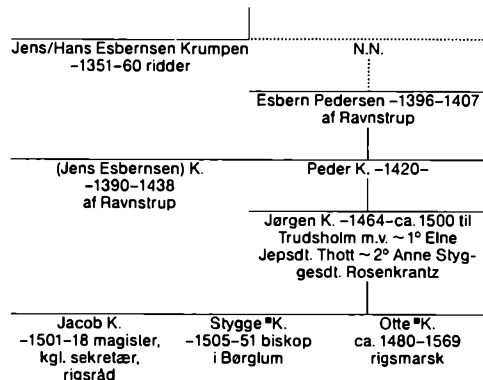 Jens/Hans Esbernsen Krumpen
–1351–60 ridder
N.N.
Esbern Pedersen –1396–1407
af Ravnstrup
(Jens Esbernsen) K.
–1390–1438
af Ravnstrup
Peder K. –1420–
Jørgen K. –1464–ca. 1500 til
Trudsholm m.v. ~ 1° Elne
Jepsdt. Thott ~ 2° Anne Styg-
gesdt. Rosenkrantz
Jacob K.
–1501–18 magister,
kgl. sekretær,
rigsråd
Stygge ■K.
–1505–51 biskop
i Børglum
Otte ■K.
ca. 1480–1569
rigsmarsk